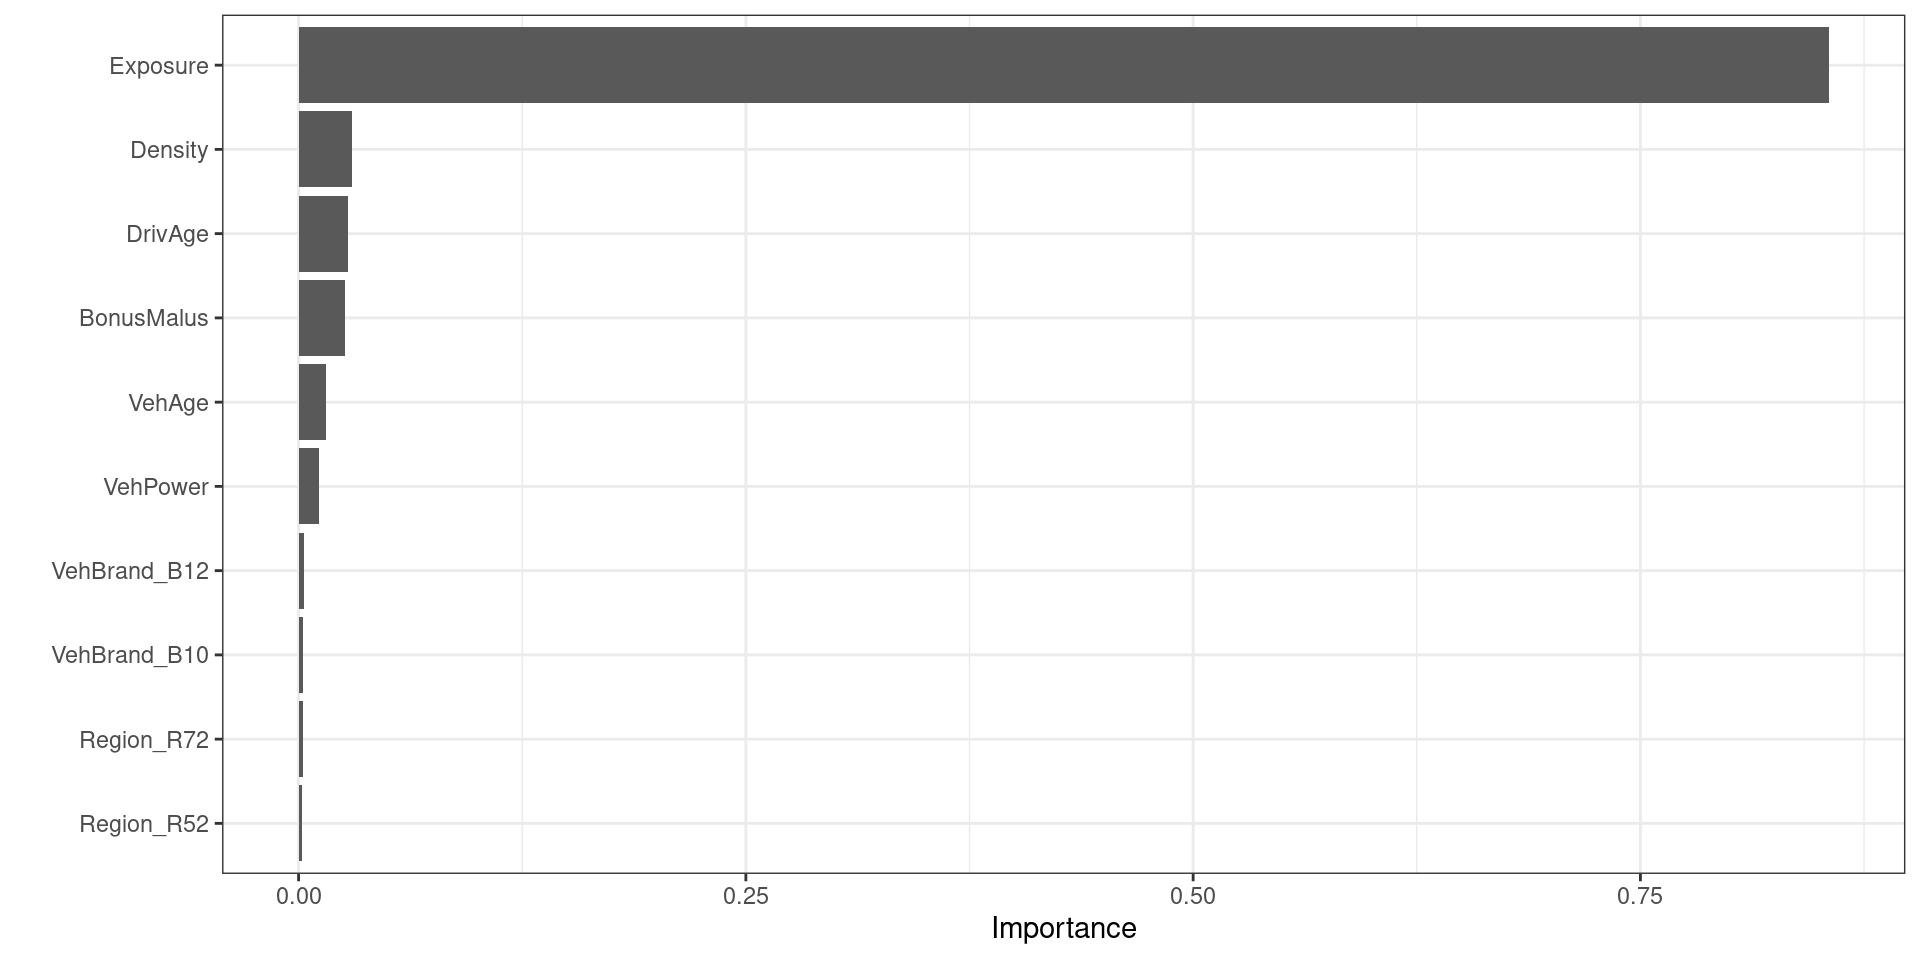 Exposure
Density
DrivAge
BonusMalus
VehAge
VehPower
VehBrand_B12
VehBrand_B10
Region_R72
Region_R52
0.00 0.25 0.50 0.75
Importance